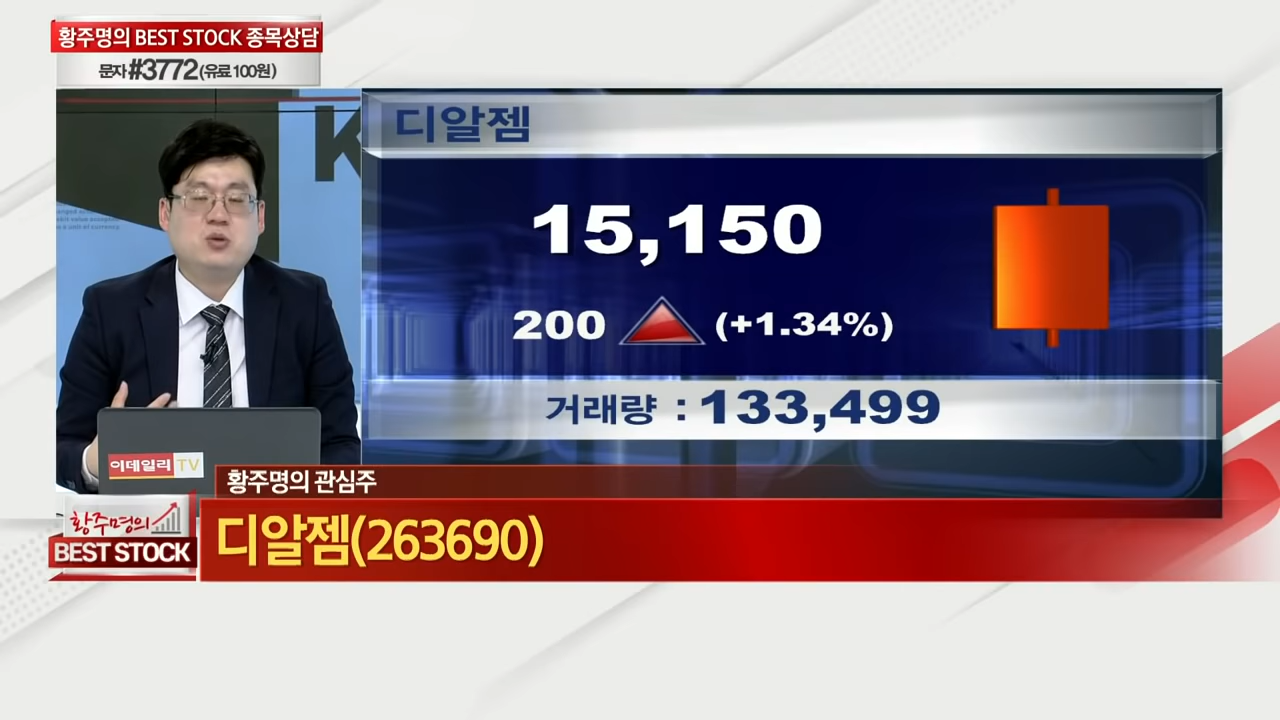 황주명의 BEST STOCK 종목상담
문자 #3772 (유료 100원)
K
디알젬
15,150
200 (+1.34%)
거래량 : 133,499
이데일리 TV
황주명의 관심주
황주명의
BEST STOCK
디알젬(263690)